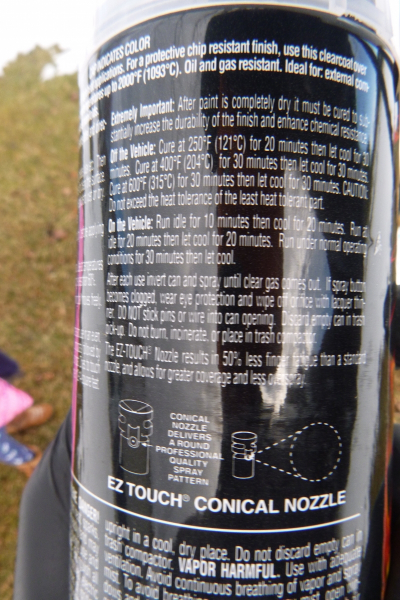 INDICATES COLOR
applications. For a protective chip resistant finish, use this clearcoat over
up to 2000°F (1093°C). Oil and gas resistant. Ideal for: external com-
Extremely Important: After paint is completely dry it must be cured to sub-
stantially increase the durability of the finish and enhance chemical resistance.
Off the Vehicle: Cure at 250°F (121°C) for 20 minutes then let cool for 30
minutes. Cure at 400°F (204°C) for 30 minutes then let cool for 30 minutes.
Cure at 600°F (315°C) for 30 minutes then let cool for 30 minutes. CAUTION:
Do not exceed the heat tolerance of the least heat tolerant part.
On the Vehicle: Run idle for 10 minutes then cool for 20 minutes. Run at
idle for 20 minutes then let cool for 20 minutes. Run under normal operating
conditions for 30 minutes then let cool.
After each use invert can and spray until clear gas comes out. If spray button
becomes clogged, wear eye protection and wipe off orifice with lacquer thin-
ner. DO NOT stick pins or wire into can opening. Discard empty can in trash
pick-up. Do not burn, incinerate, or place in trash compactor.
The EZ-TOUCH® Nozzle results in 50% less finger fatigue than a standard
nozzle and allows for greater coverage and less overspray.
CONICAL
NOZZLE
DELIVERS
A ROUND
PROFESSIONAL
QUALITY
SPRAY
PATTERN
EZ TOUCH® CONICAL NOZZLE
DANGER!
upright in a cool, dry place. Do not discard empty can in
trash compactor. VAPOR HARMFUL. Use with adequate
ventilation. Avoid continuous breathing of vapor and spray
mist. To avoid breathing